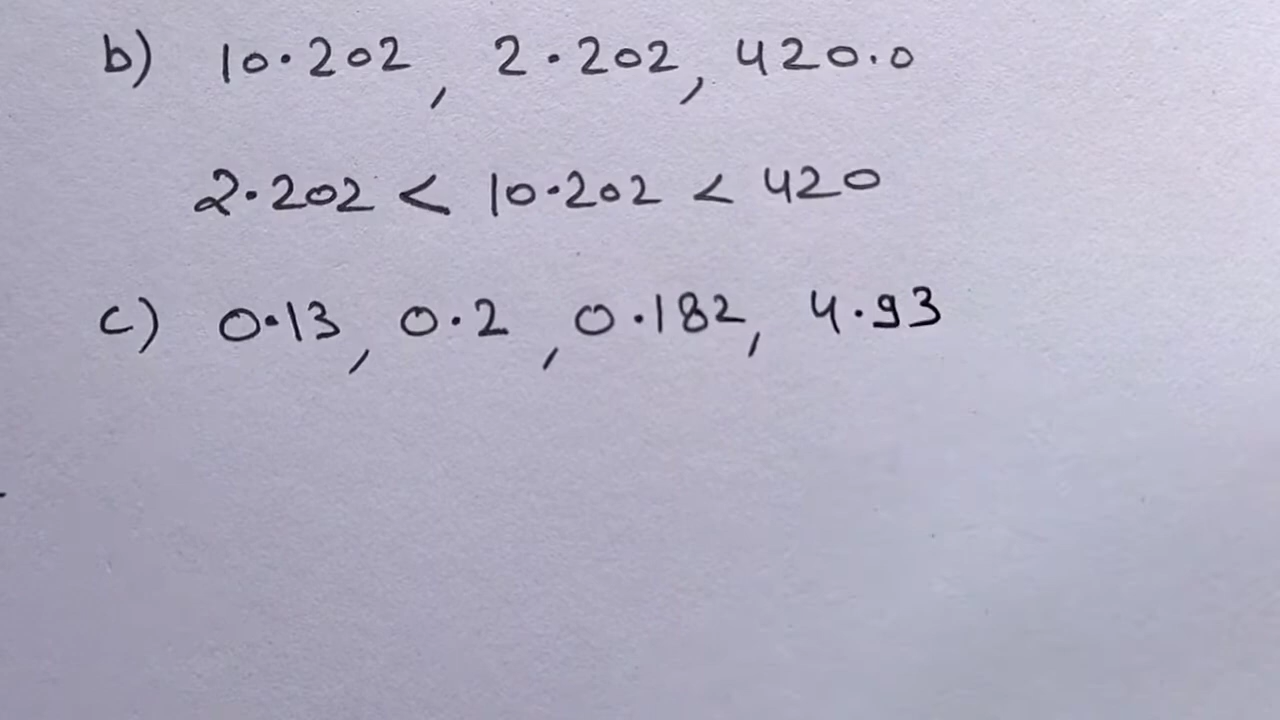 b) 10.202, 2.202, 420.0
2.202 < 10.202 < 420
c) 0.13, 0.2, 0.182, 4.93